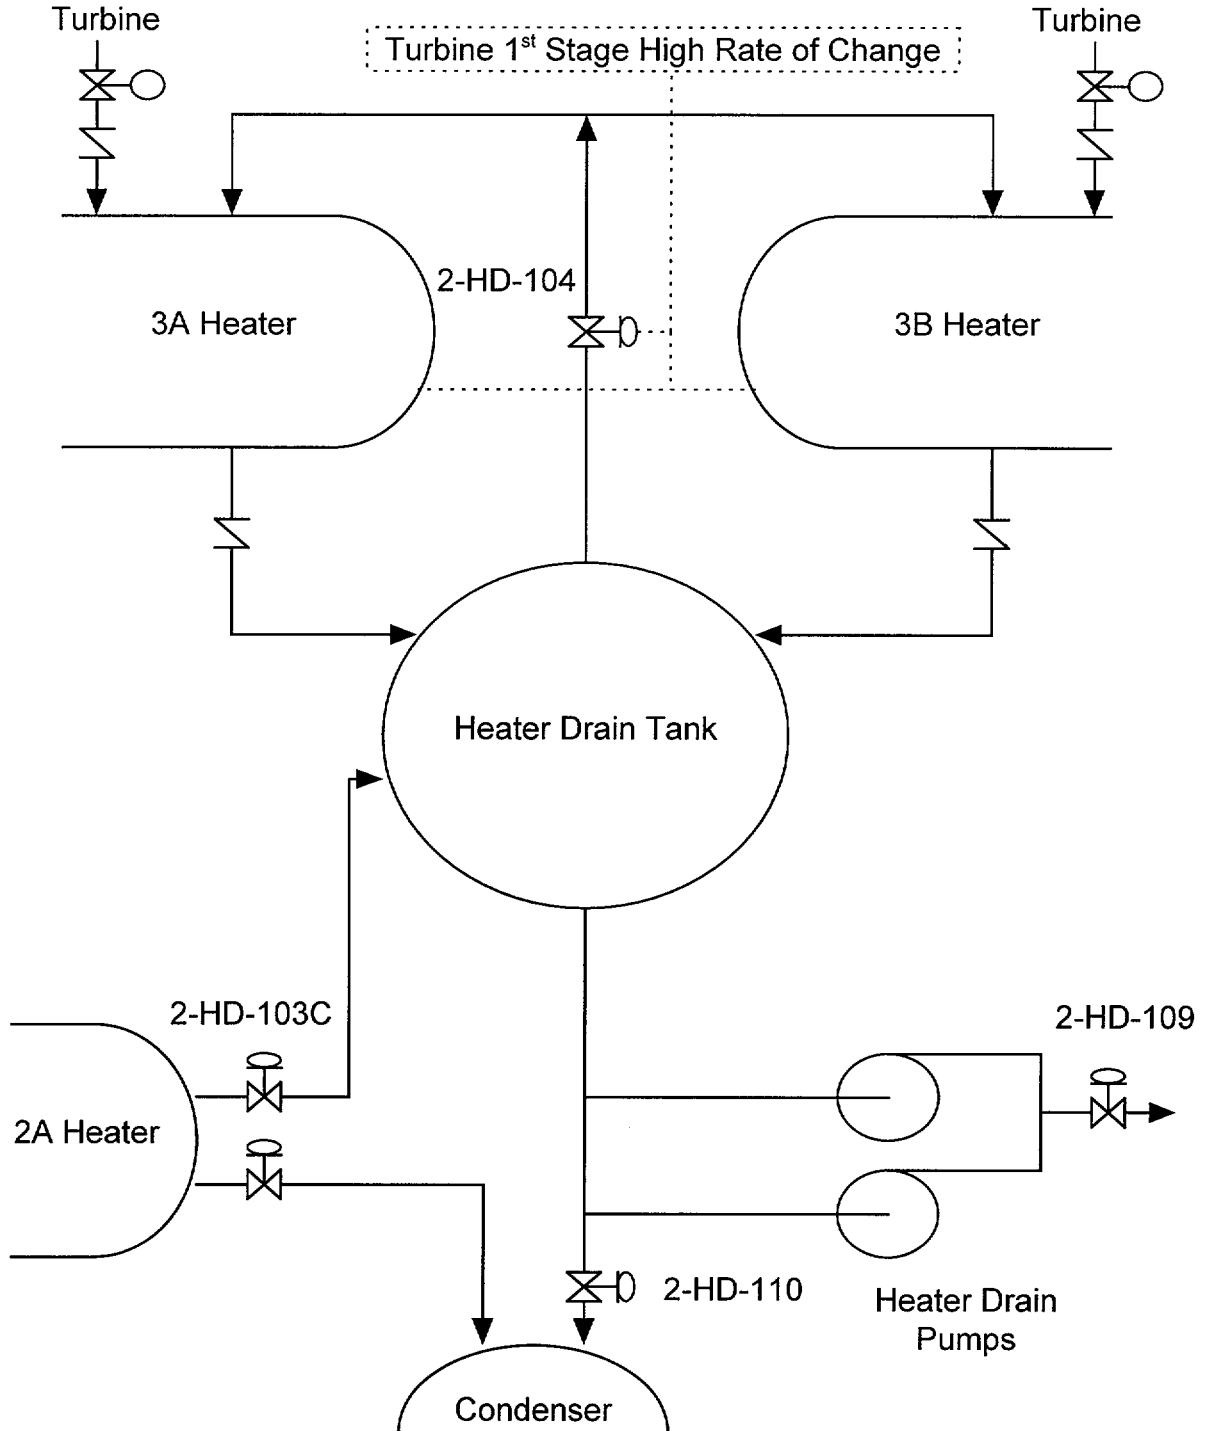 Turbine
Turbine 1st Stage High Rate of Change
Turbine
2-HD-104
3A Heater
3B Heater
Heater Drain Tank
2-HD-103C
2-HD-109
2A Heater
2-HD-110
Heater Drain
Pumps
Condenser